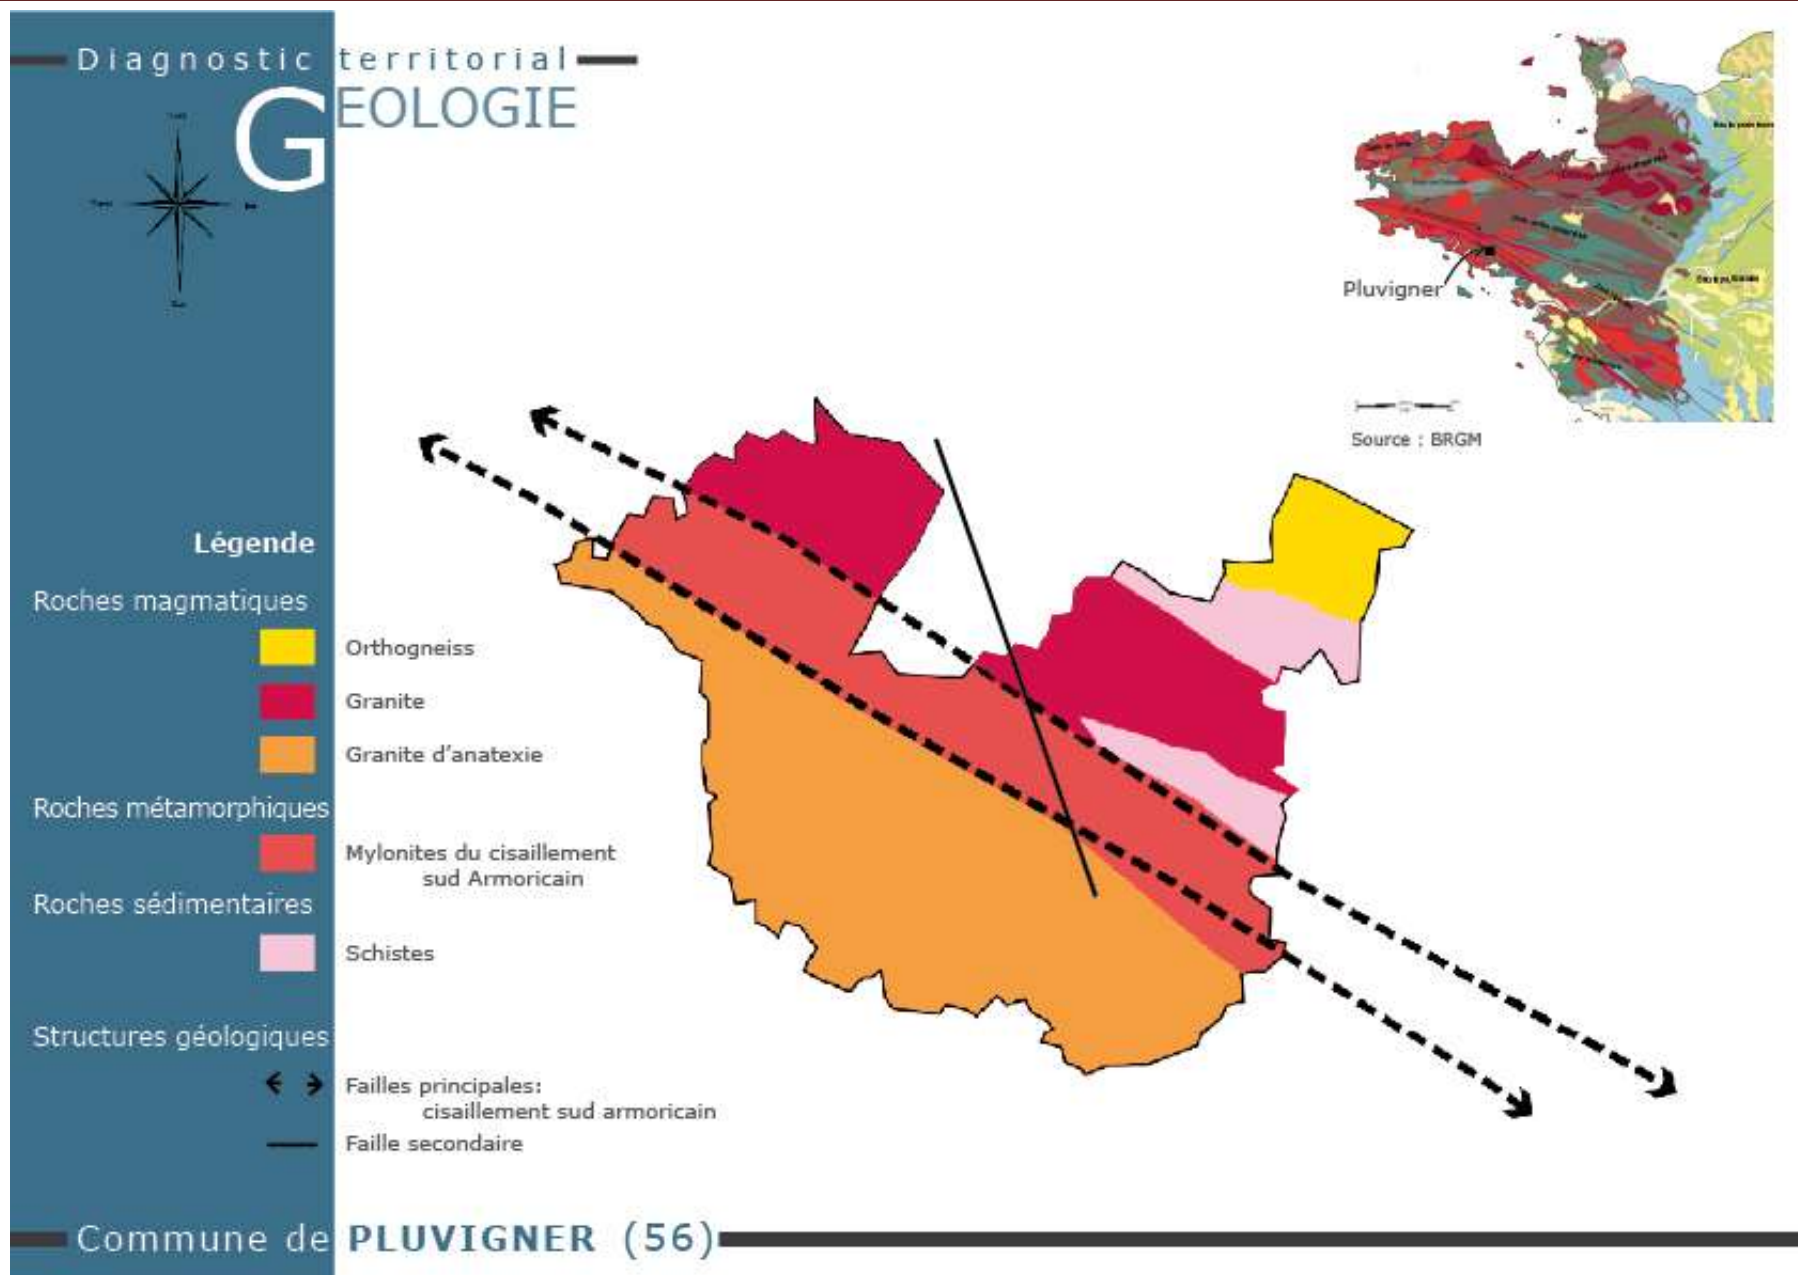 Diagnostic territorial
GEOLOGIE
Pluvigner
Source : BRGM
Légende
Roches magmatiques
Orthogneiss
Granite
Granite d'anatexie
Roches métamorphiques
Mylonites du cisaillement
sud Armoricain
Roches sédimentaires
Schistes
Structures géologiques
Failles principales:
cisaillement sud armoricain
Faille secondaire
Commune de PLUVIGNER (56)